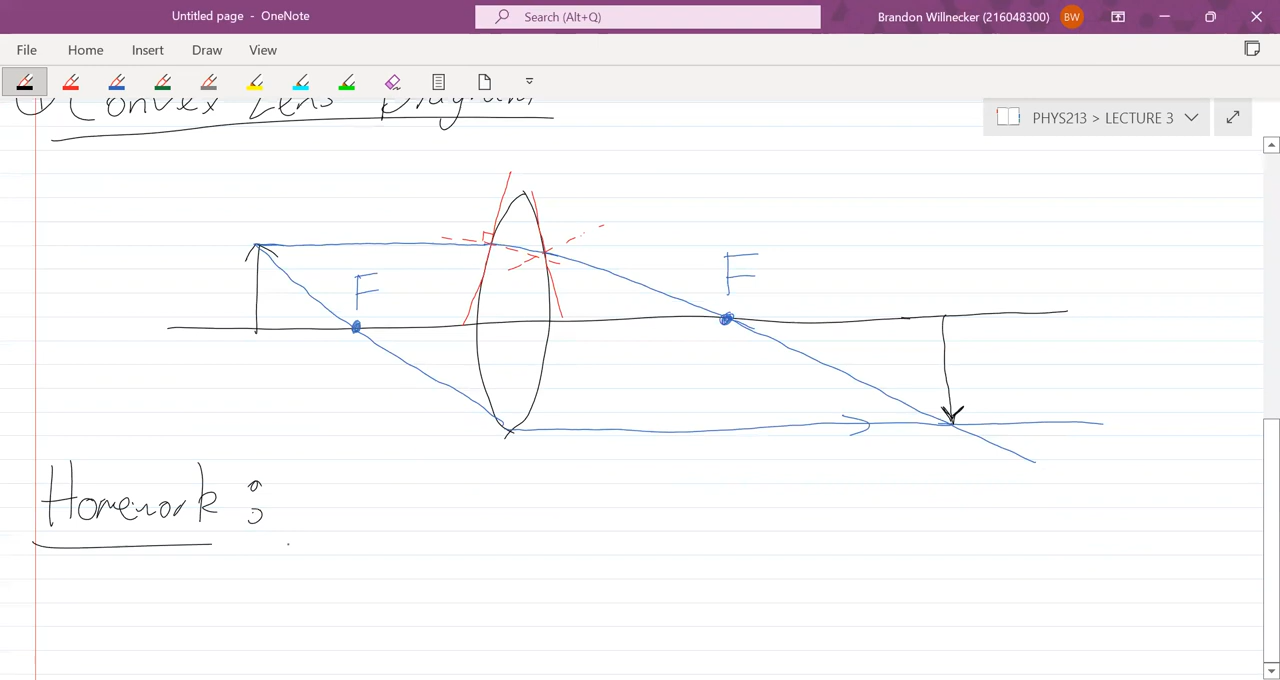 Untitled page - OneNote
Search (Alt+Q)
Brandon Willnecker (216048300)
BW
File
Home
Insert
Draw
View
① Convex Lens Diagram
PHYS213 > LECTURE 3
F
F
Homework :